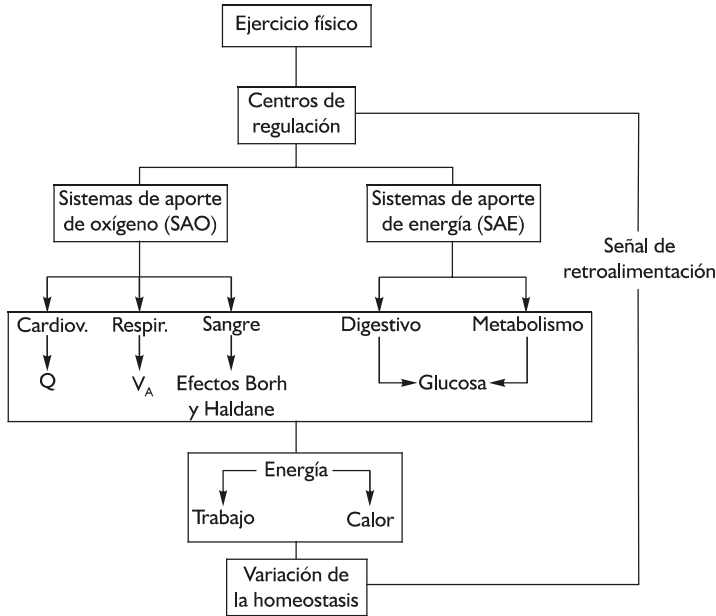 Ejercicio físico
Centros de
regulación
Sistemas de aporte
de oxígeno (SAO)
Sistemas de aporte
de energía (SAE)
Señal de
retroalimentación
Cardiov.
Respir.
Sangre
Digestivo
Metabolismo
Q
VA
Efectos Borh
y Haldane
Glucosa
Energía
Trabajo
Calor
Variación de
la homeostasis